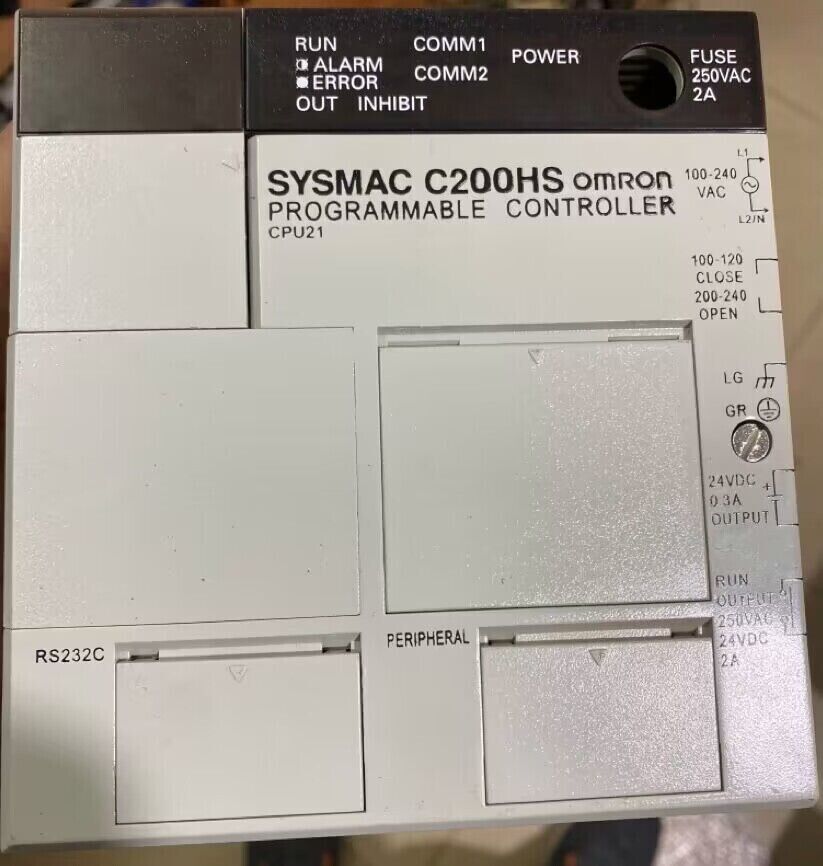 RUN COMM1
ALARM
ERROR COMM2
OUT INHIBIT
POWER
FUSE
250VAC
2A
SYSMAC C200HS OMRON
PROGRAMMABLE CONTROLLER
CPU21
L1
100-240
VAC
L2/N
100-120
CLOSE
200-240
OPEN
LG
GR
24VDC +
0.3A
OUTPUT
RUN
OUTPUT
250VAC
24VDC
2A
RS232C
PERIPHERAL